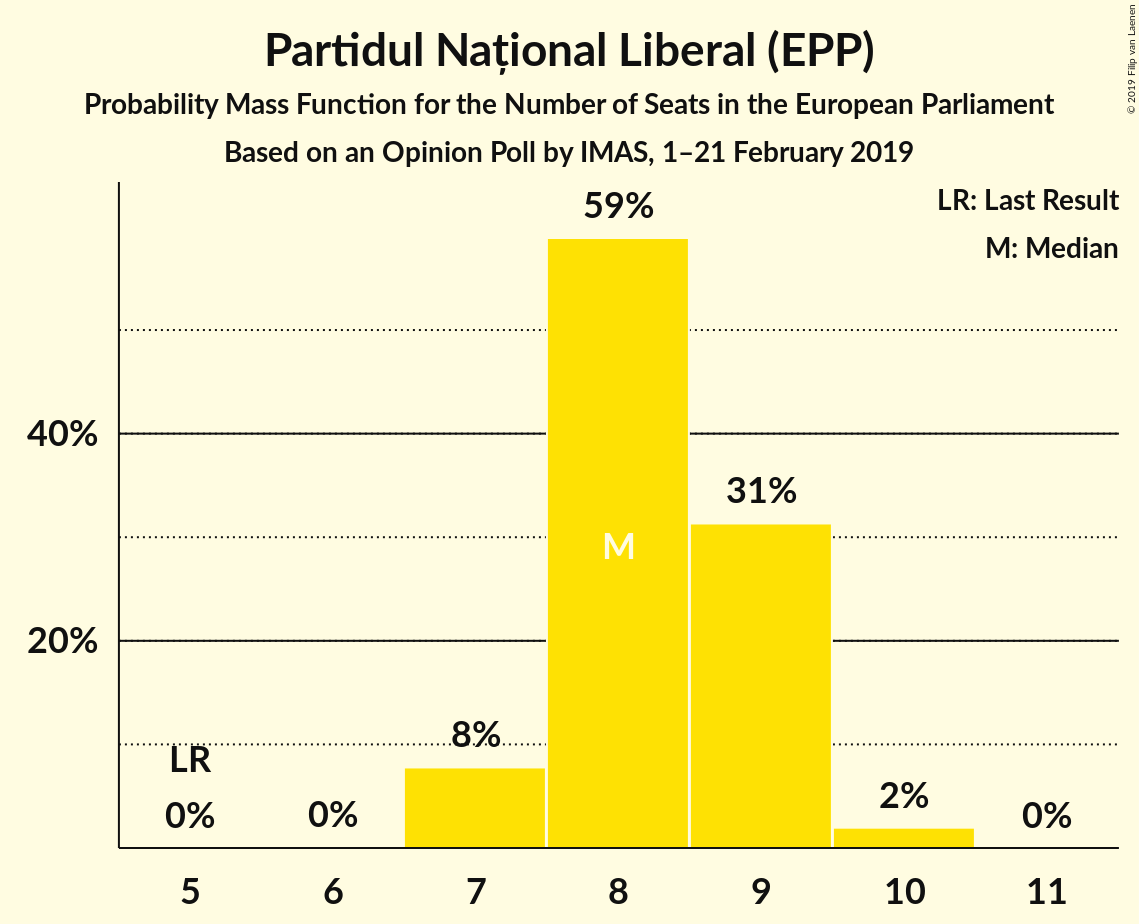 Partidul Național Liberal (EPP)
Probability Mass Function for the Number of Seats in the European Parliament
Based on an Opinion Poll by IMAS, 1–21 February 2019
© 2019 Filip van Laenen
LR: Last Result
M: Median
59%
40%
31%
M
20%
8%
LR
2%
0%
0%
0%
5 6 7 8 9 10 11